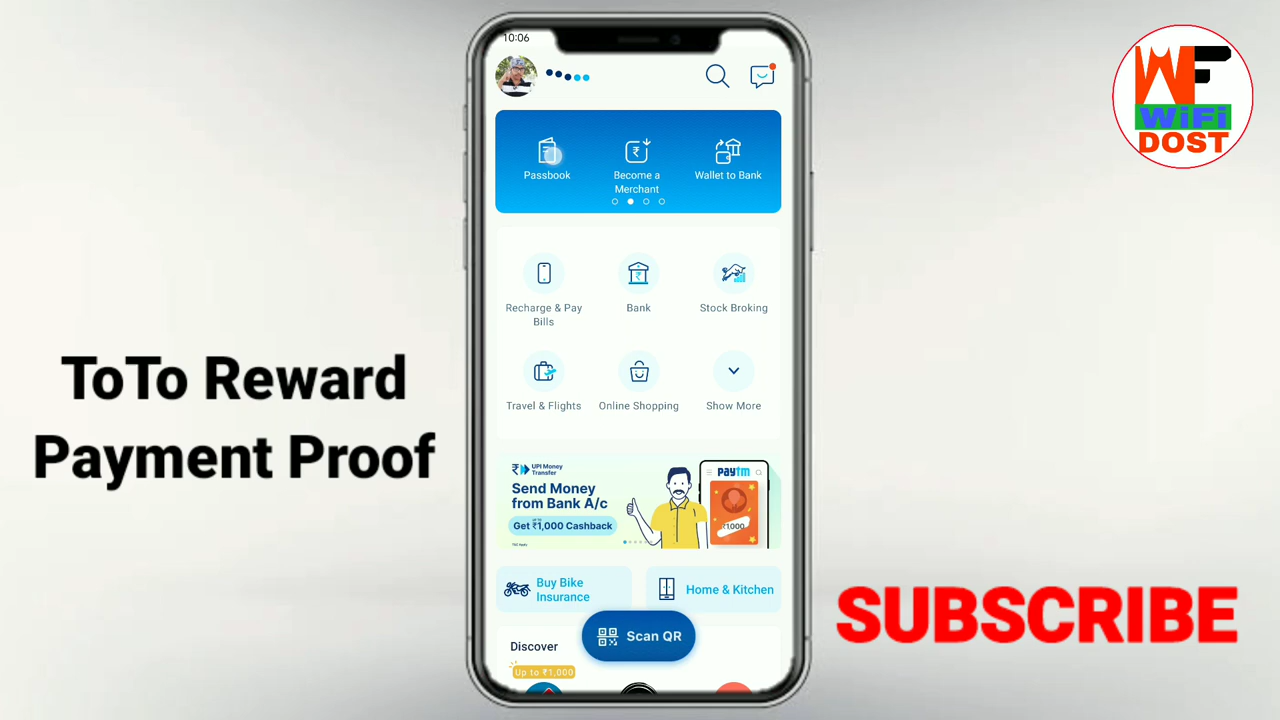 10:06
WF
WiFi
DOST
Passbook
Become a
Merchant
Wallet to Bank
Recharge & Pay
Bills
Bank
Stock Broking
Travel & Flights
Online Shopping
Show More
ToTo Reward
Payment Proof
UPI Money
Transfer
Send Money
from Bank A/c
Get ₹1,000 Cashback
paytm
₹1000
Buy Bike
Insurance
Home & Kitchen
Scan QR
Discover
Up to ₹1,000
SUBSCRIBE